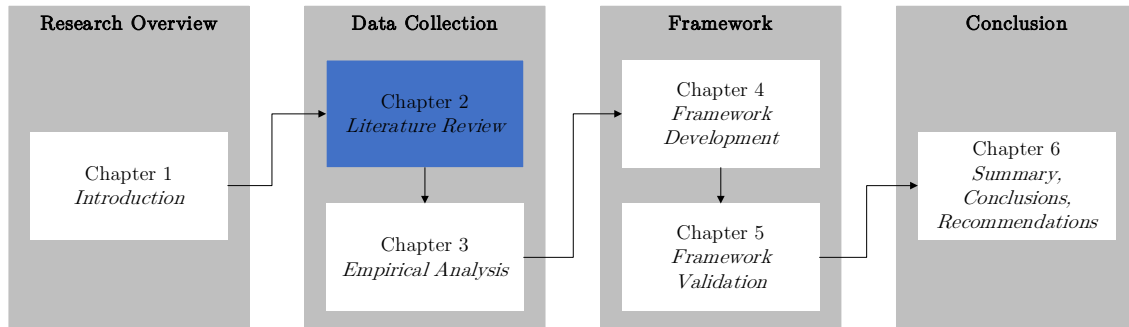 Research Overview
Chapter 1
Introduction
Data Collection
Chapter 2
Literature Review
Chapter 3
Empirical Analysis
Framework
Chapter 4
Framework
Development
Chapter 5
Framework
Validation
Conclusion
Chapter 6
Summary,
Conclusions,
Recommendations